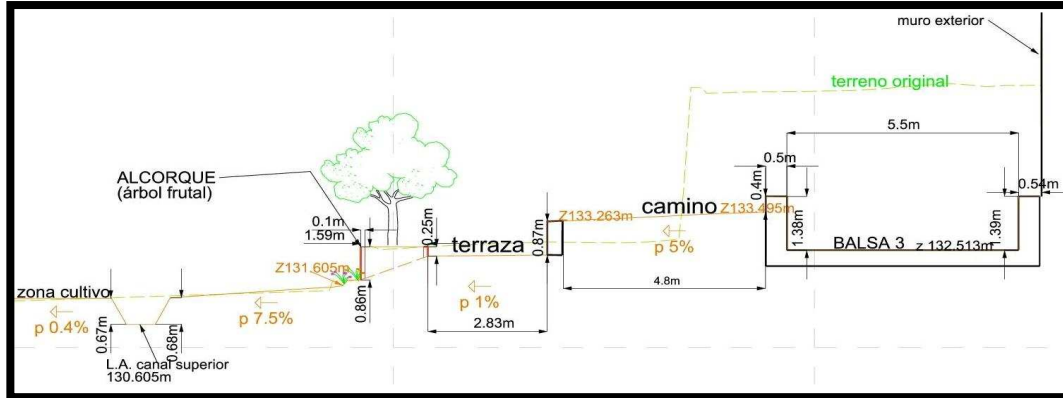 muro exterior
terreno original
5.5m
0.5m
0.4m
0.54m
ALCORQUE
(árbol frutal)
0.1m
1.59m
0.25m
terraza
0.87m
Z133.263m
camino
Z133.495m
1.38m
1.39m
BALSA 3
z 132.513m
p 5%
Z131.605m
0.86m
p 1%
4.8m
2.83m
zona cultivo
p 0.4%
p 7.5%
0.67m
0.68m
L.A. canal superior
130.605m